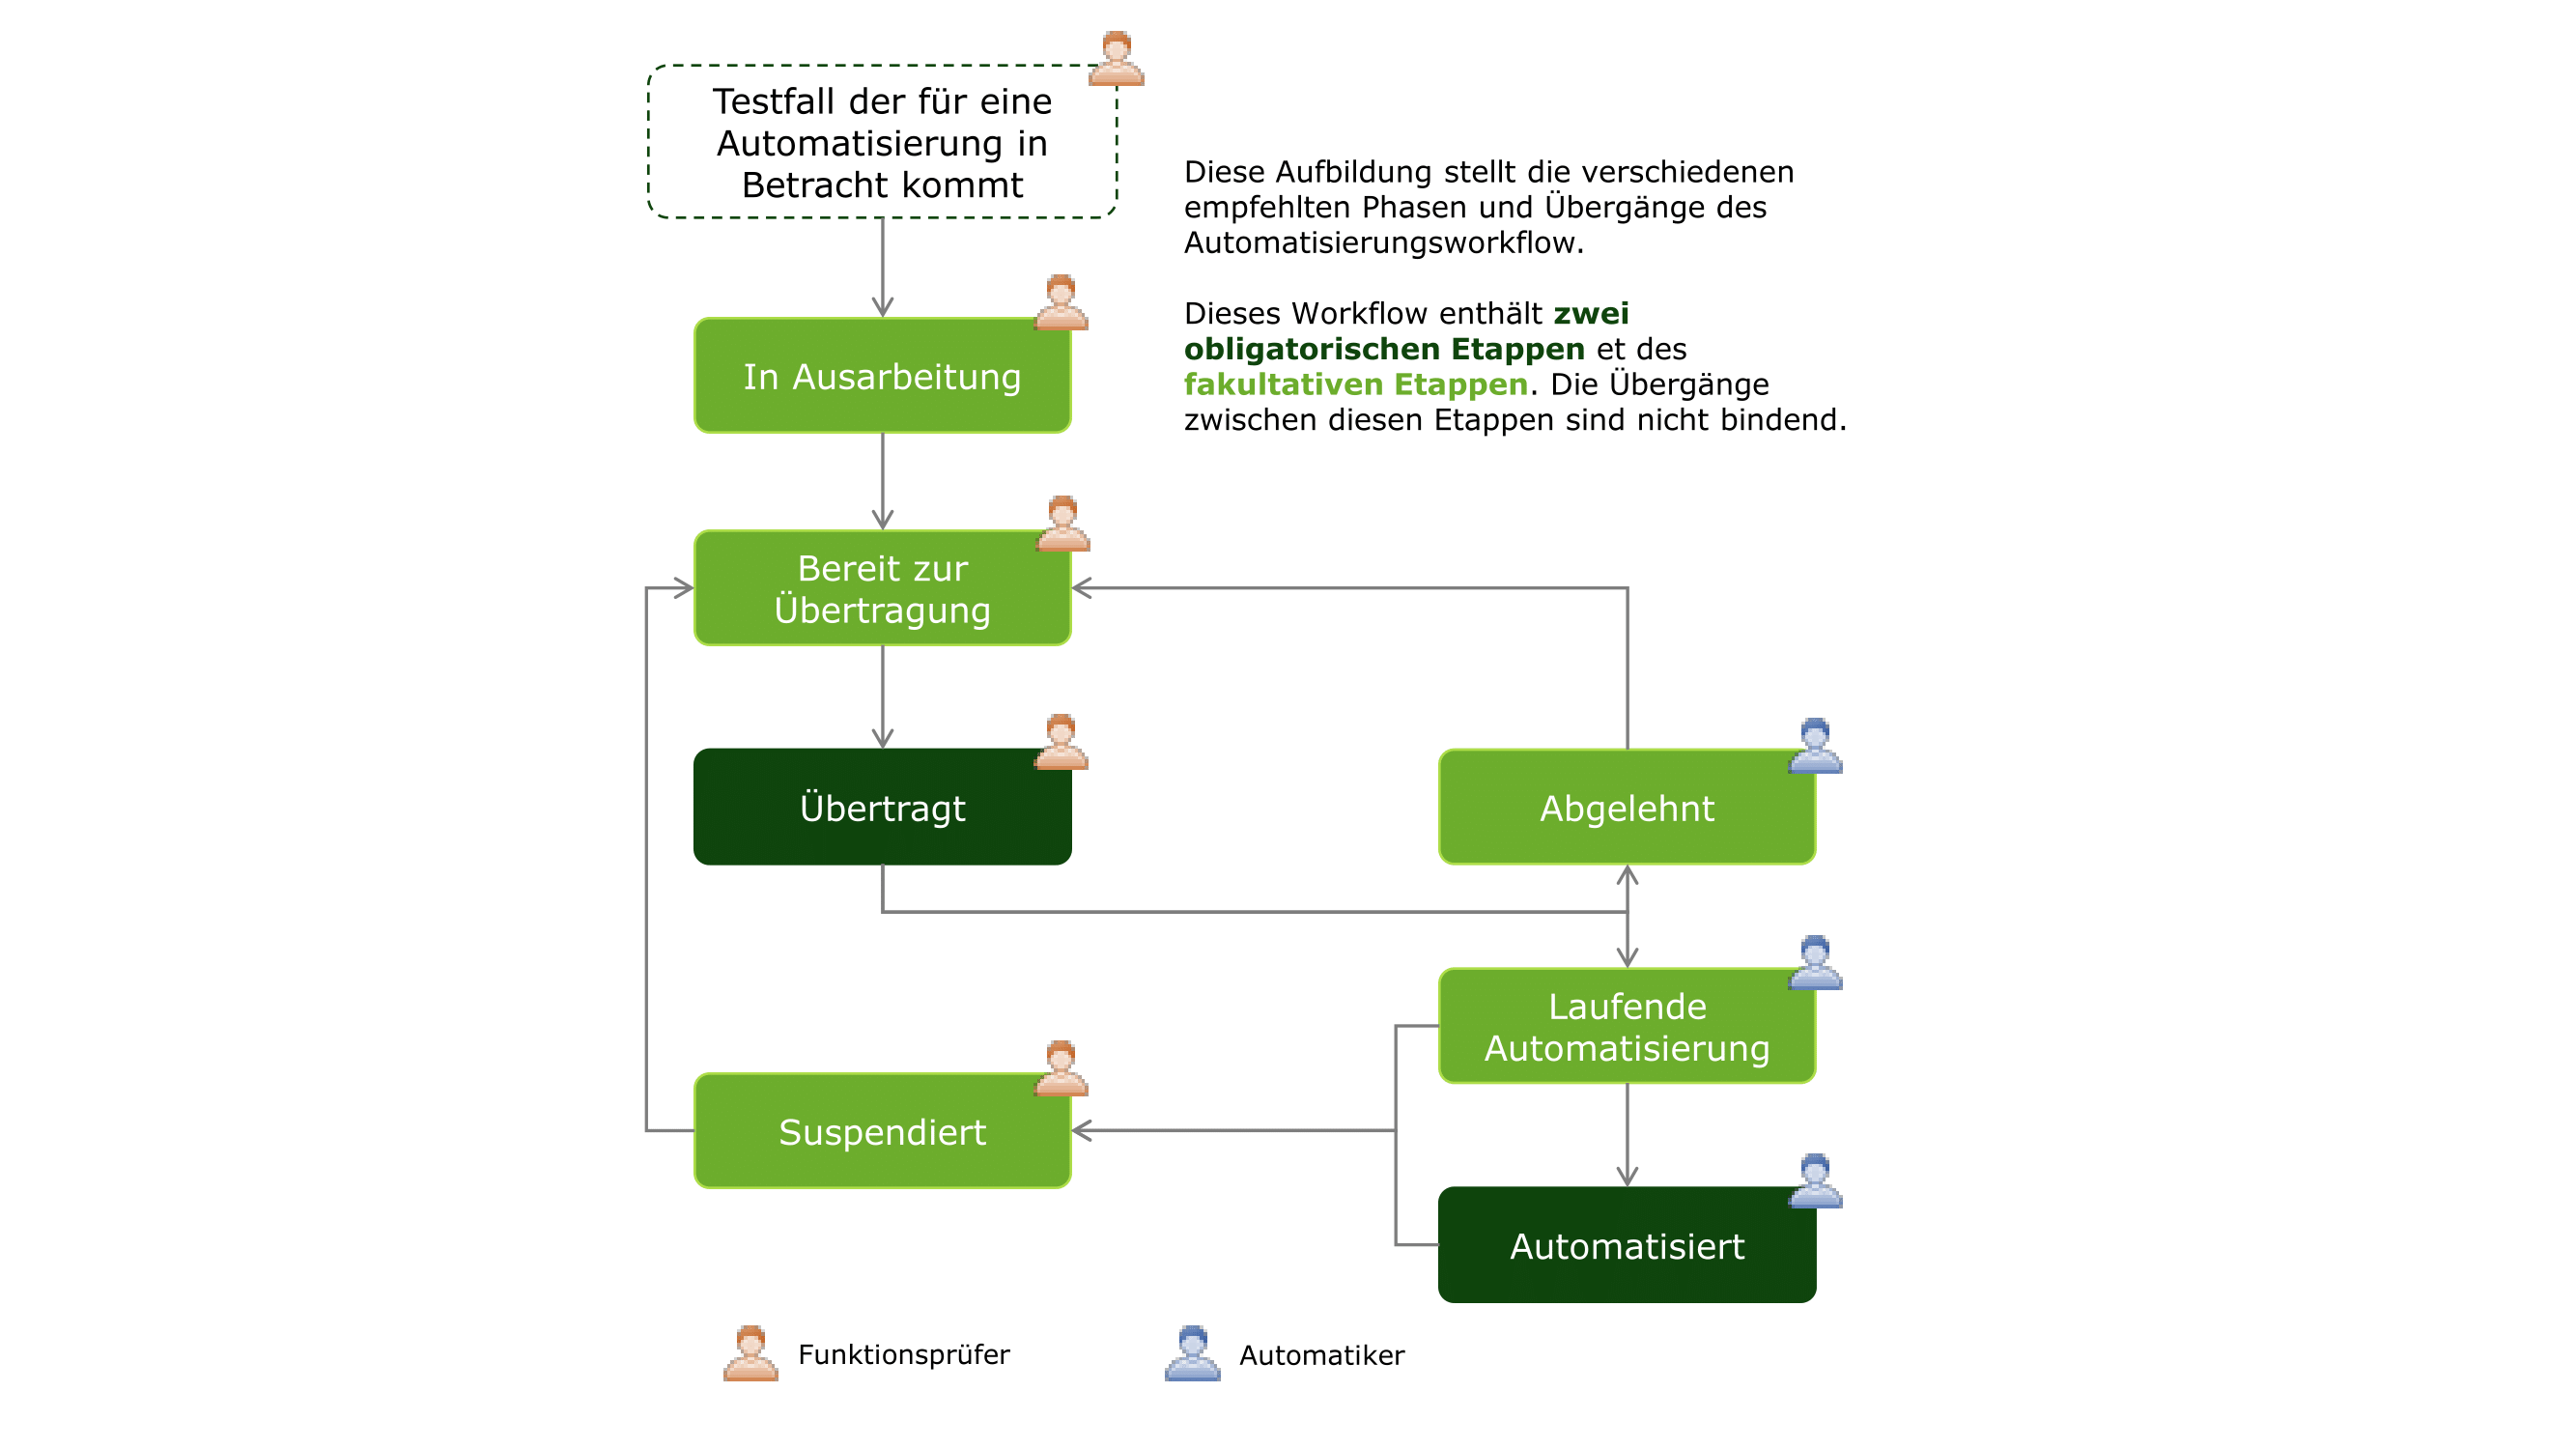 Testfall der für eine
Automatisierung in
Betracht kommt
Diese Aufbildung stellt die verschiedenen
empfehlten Phasen und Übergänge des
Automatisierungsworkflow.
Dieses Workflow enthält zwei
obligatorischen Etappen et des
fakultativen Etappen. Die Übergänge
zwischen diesen Etappen sind nicht bindend.
In Ausarbeitung
Bereit zur
Übertragung
Übertragt
Abgelehnt
Laufende
Automatisierung
Suspendiert
Automatisiert
Funktionsprüfer
Automatiker